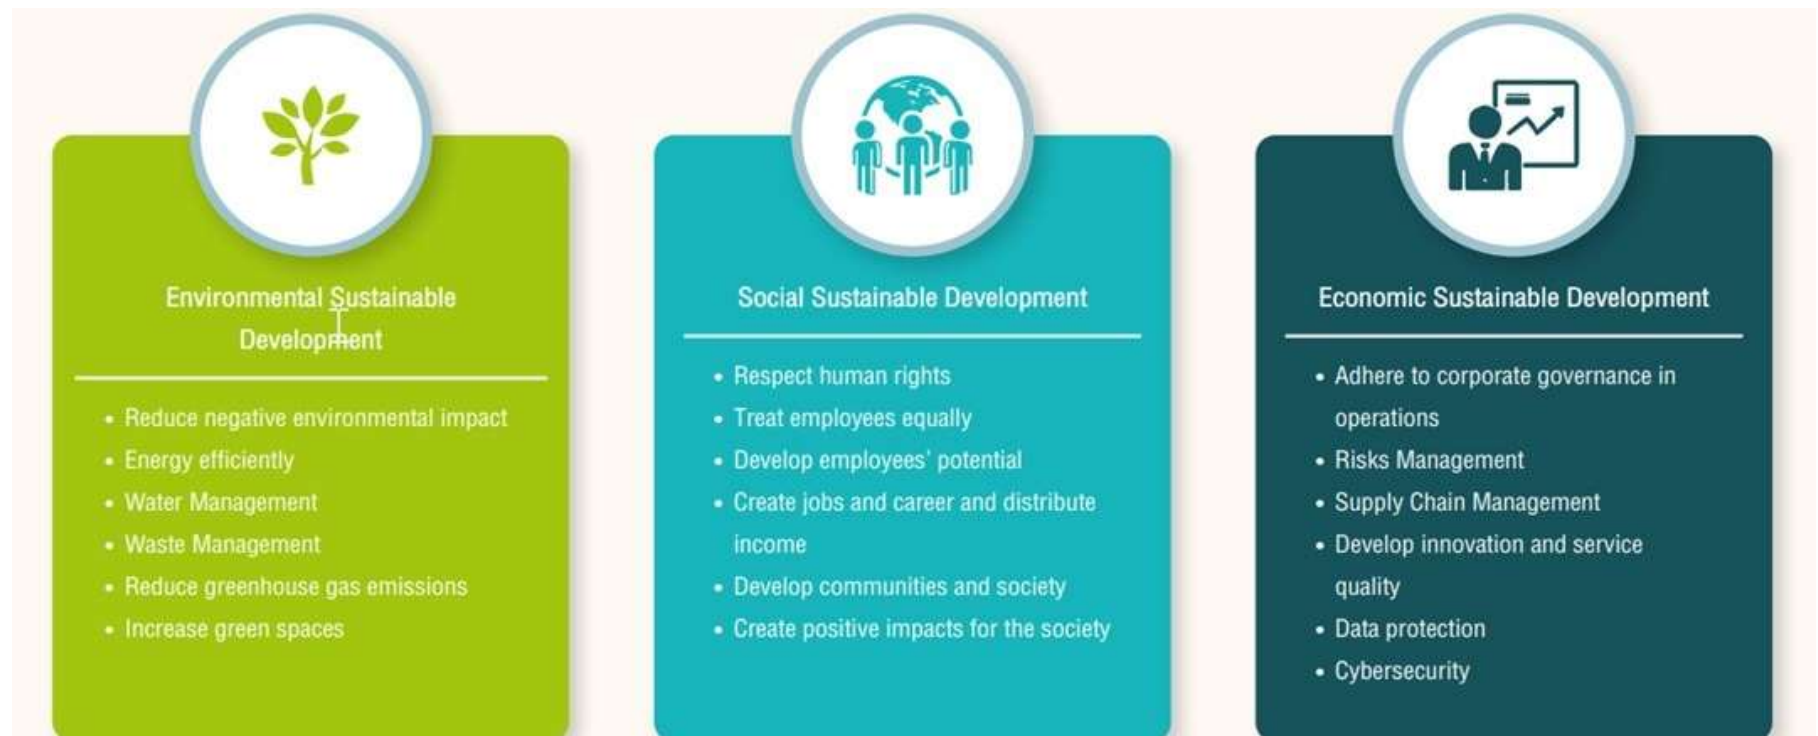 Environmental Sustainable
Development
• Reduce negative environmental impact
• Energy efficiently
• Water Management
• Waste Management
• Reduce greenhouse gas emissions
• Increase green spaces
Social Sustainable Development
• Respect human rights
• Treat employees equally
• Develop employees' potential
• Create jobs and career and distribute
income
• Develop communities and society
• Create positive impacts for the society
Economic Sustainable Development
• Adhere to corporate governance in
operations
• Risks Management
• Supply Chain Management
• Develop innovation and service
quality
• Data protection
• Cybersecurity